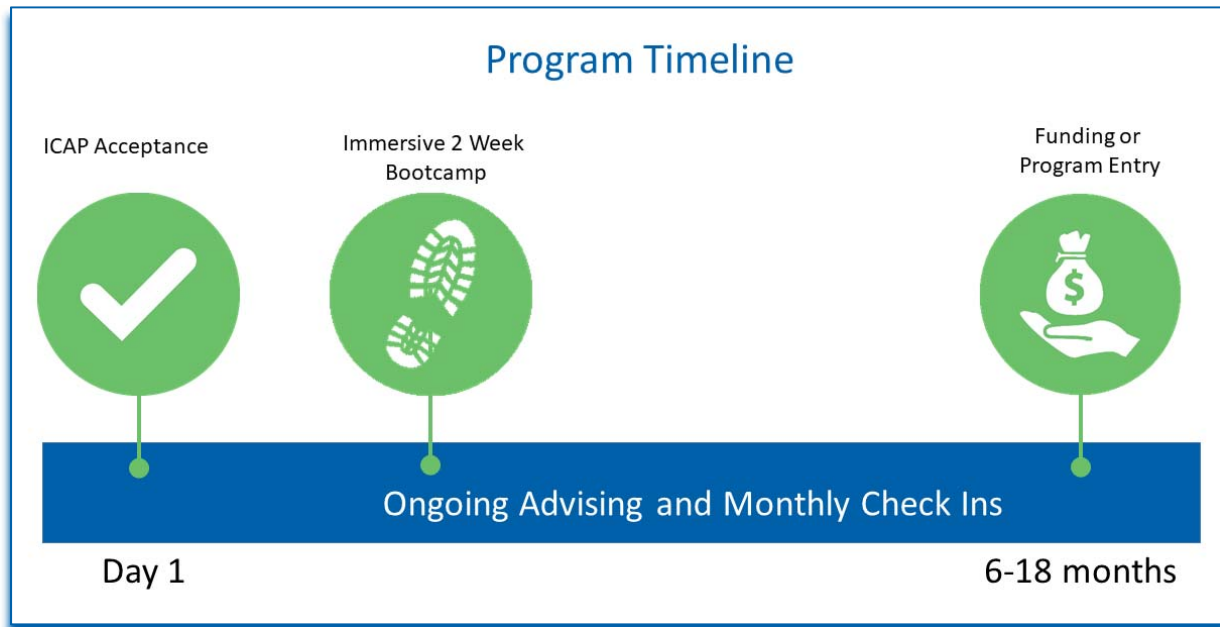 Program Timeline
ICAP Acceptance
Immersive 2 Week
Bootcamp
Funding or
Program Entry
$
Ongoing Advising and Monthly Check Ins
Day 1
6-18 months